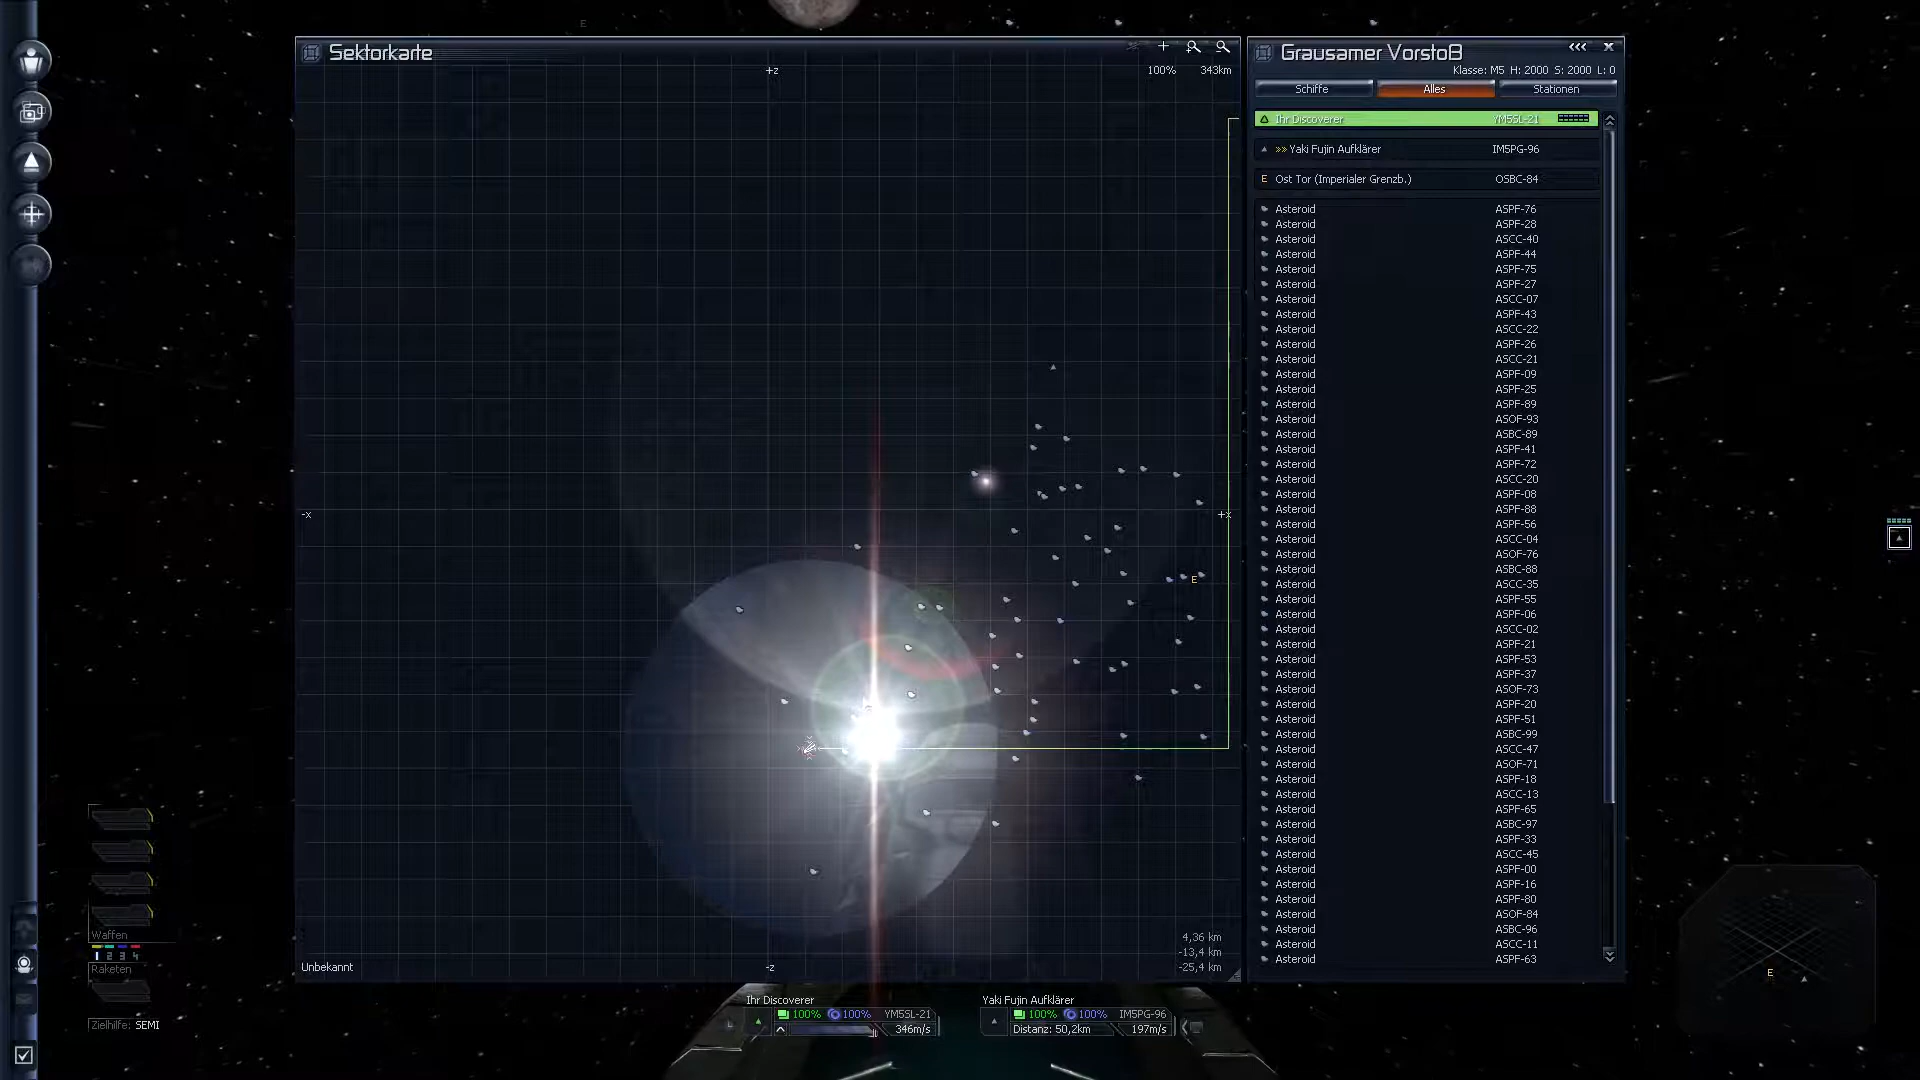 E
Sektorkarte
+z
100% 343km
-x
+x
E
Unbekannt
-z
4,36 km
-13,4 km
-25,4 km
Grausamer Vorstoß
<<<
Klasse: M5 H: 2000 S: 2000 L: 0
Schiffe Alles Stationen
Ihr Discoverer YM5SL-21
>> Yaki Fujin Aufklärer IM5PG-96
E Ost Tor (Imperialer Grenzb.) OSBC-84
Asteroid ASPF-76
Asteroid ASPF-28
Asteroid ASCC-40
Asteroid ASPF-44
Asteroid ASPF-75
Asteroid ASPF-27
Asteroid ASCC-07
Asteroid ASPF-43
Asteroid ASCC-22
Asteroid ASPF-26
Asteroid ASCC-21
Asteroid ASPF-09
Asteroid ASPF-25
Asteroid ASPF-89
Asteroid ASOF-93
Asteroid ASBC-89
Asteroid ASPF-41
Asteroid ASPF-72
Asteroid ASCC-20
Asteroid ASPF-08
Asteroid ASPF-88
Asteroid ASPF-56
Asteroid ASCC-04
Asteroid ASOF-76
Asteroid ASBC-88
Asteroid ASCC-35
Asteroid ASPF-55
Asteroid ASPF-06
Asteroid ASCC-02
Asteroid ASPF-21
Asteroid ASPF-53
Asteroid ASPF-37
Asteroid ASOF-73
Asteroid ASPF-20
Asteroid ASPF-51
Asteroid ASBC-99
Asteroid ASCC-47
Asteroid ASOF-71
Asteroid ASPF-18
Asteroid ASCC-13
Asteroid ASPF-65
Asteroid ASBC-97
Asteroid ASPF-33
Asteroid ASCC-45
Asteroid ASPF-00
Asteroid ASPF-16
Asteroid ASPF-80
Asteroid ASOF-84
Asteroid ASBC-96
Asteroid ASCC-11
Asteroid ASPF-63
Waffen
1 2 3 4
Raketen
Zielhilfe: SEMI
Ihr Discoverer
100% 100% YM5SL-21
346m/s
Yaki Fujin Aufklärer
100% 100% IM5PG-96
Distanz: 50,2km 197m/s
E